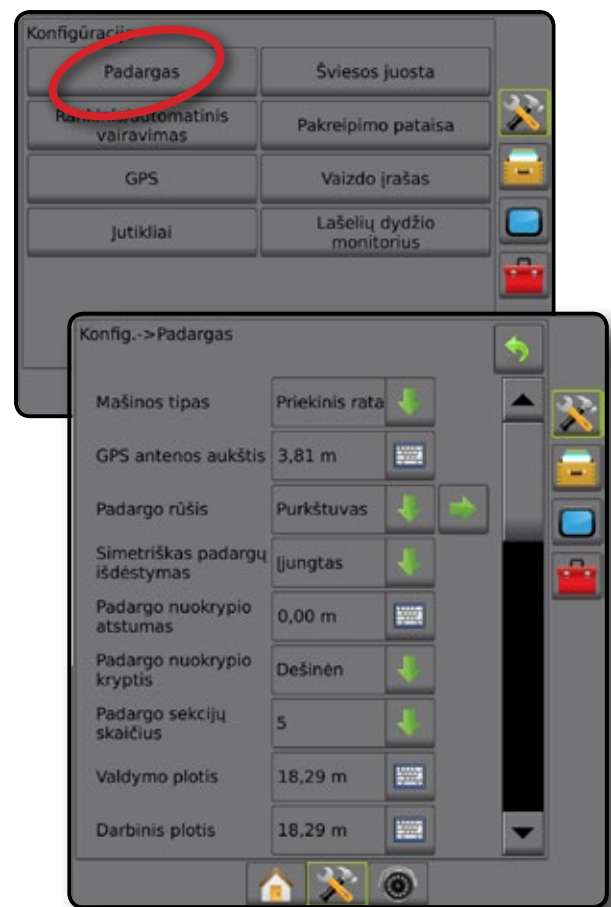 Konfigūracija
Padargas
Šviesos juosta
Rankinis/automatinis
vairavimas
Pakreipimo pataisa
GPS
Vaizdo įrašas
Jutikliai
Lašelių dydžio
monitorius
Konfig.->Padargas
Mašinos tipas
Priekinis rata
GPS antenos aukštis
3,81 m
Padargo rūšis
Purkštuvas
Simetriškas padargų
išdėstymas
Įjungtas
Padargo nuokrypio
atstumas
0,00 m
Padargo nuokrypio
kryptis
Dešinėn
Padargo sekcijų
skaičius
5
Valdymo plotis
18,29 m
Darbinis plotis
18,29 m